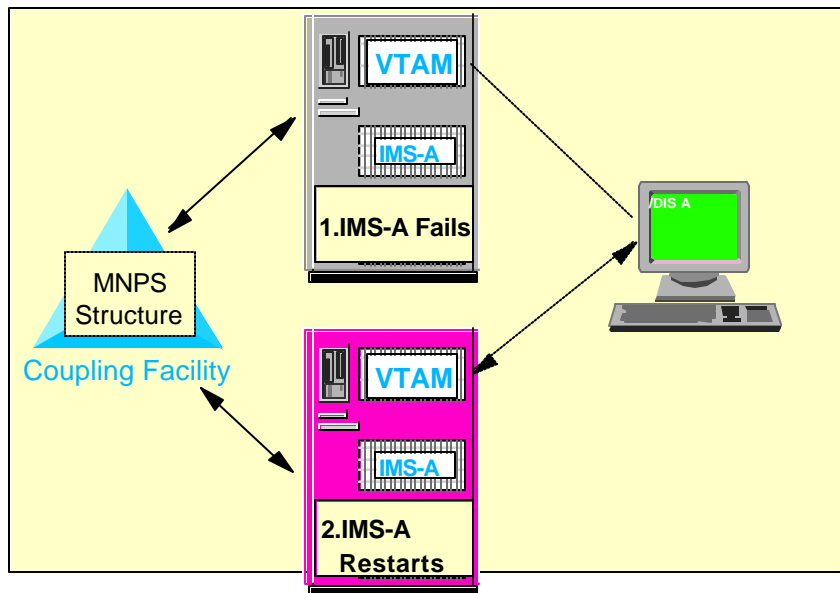 VTAM
IMS-A
1.IMS-A Fails
/DIS A
MNPS
Structure
Coupling Facility
VTAM
IMS-A
2.IMS-A
Restarts